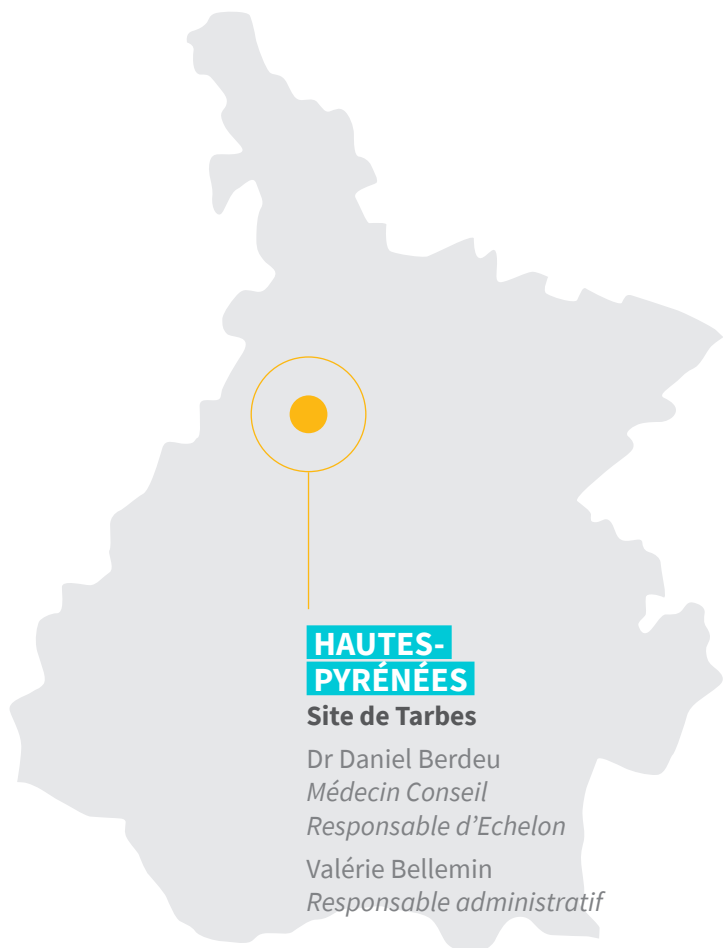 HAUTES-
PYRÉNÉES
Site de Tarbes
Dr Daniel Berdeu
Médecin Conseil
Responsable d’Echelon
Valérie Bellemin
Responsable administratif